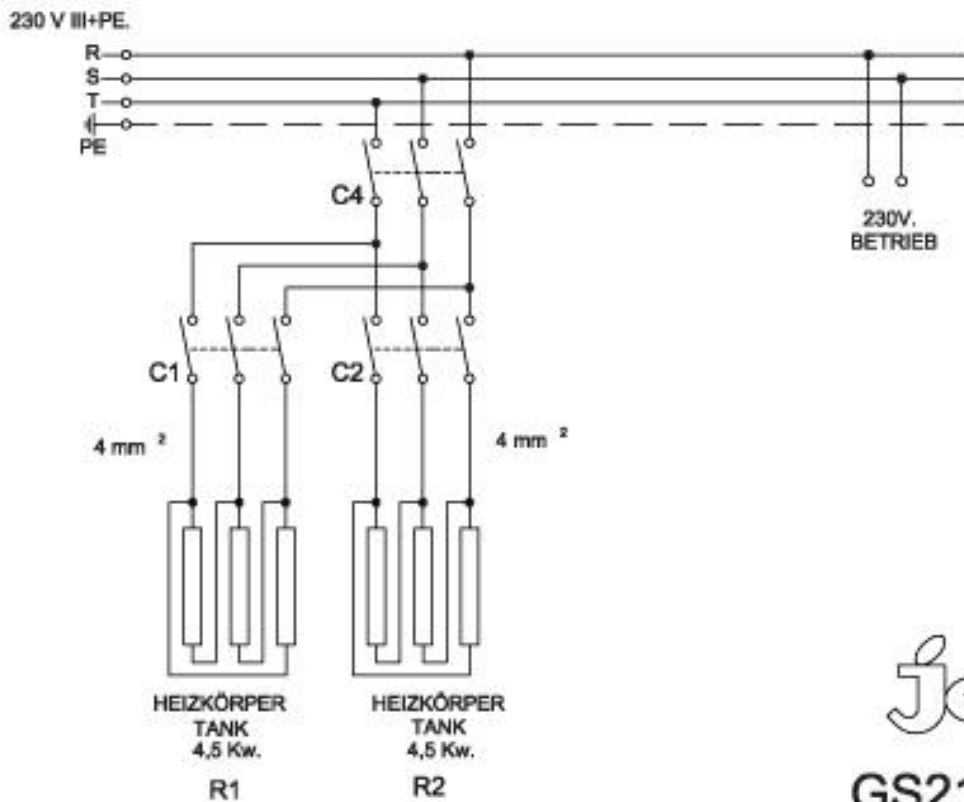 230 V III+PE.
R
S
T
PE
C4
230V.
BETRIEB
C1
C2
4 mm ²
4 mm ²
HEIZKÖRPER
TANK
4,5 Kw.
R1
HEIZKÖRPER
TANK
4,5 Kw.
R2
GS21